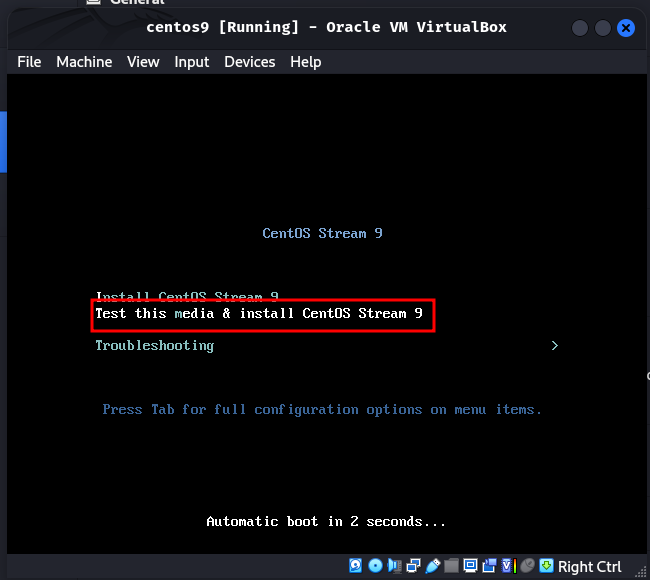 General
centos9 [Running] - Oracle VM VirtualBox
File Machine View Input Devices Help
CentOS Stream 9
Install CentOS Stream 9
Test this media & install CentOS Stream 9
Troubleshooting >
Press Tab for full configuration options on menu items.
Automatic boot in 2 seconds...
Right Ctrl